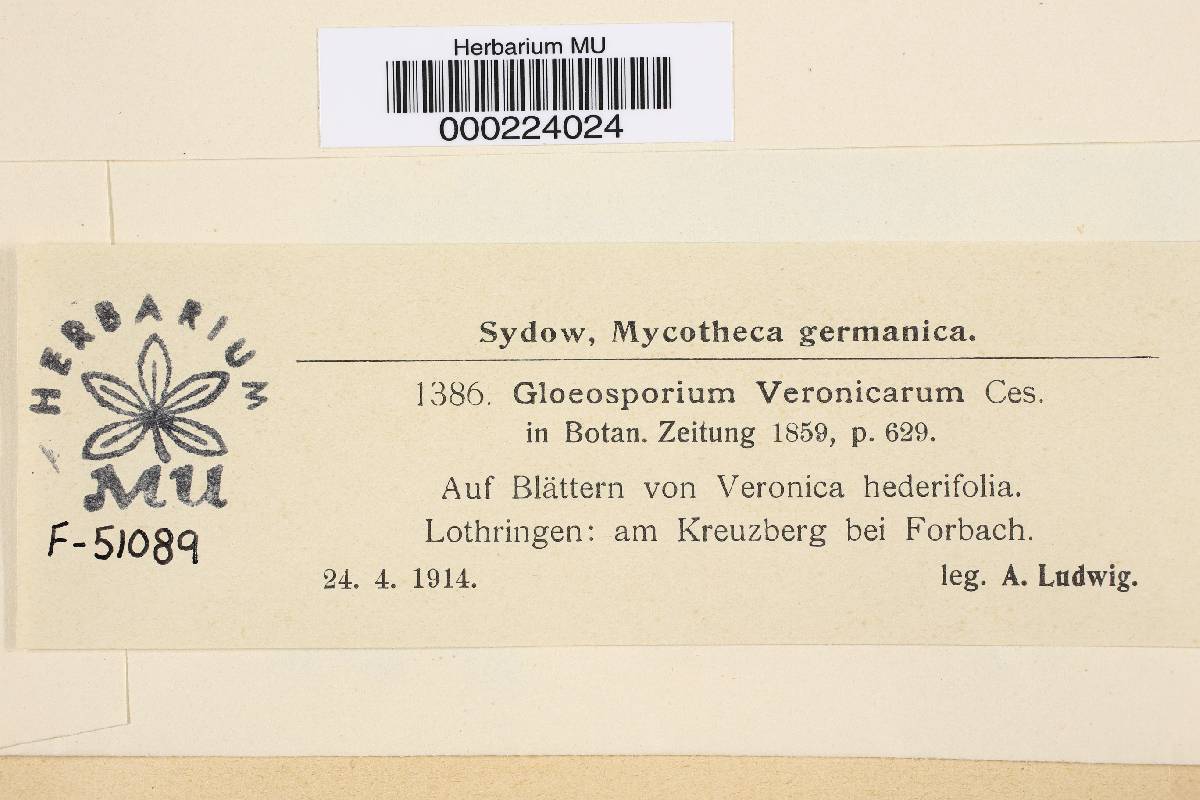 Herbarium MU
000224024
HERBARIUM
MU
F-51089
Sydow, Mycotheca germanica.
1386. Gloeosporium Veronicarum Ces.
in Botan. Zeitung 1859, p. 629.
Auf Blättern von Veronica hederifolia.
Lothringen: am Kreuzberg bei Forbach.
24. 4. 1914. leg. A. Ludwig.